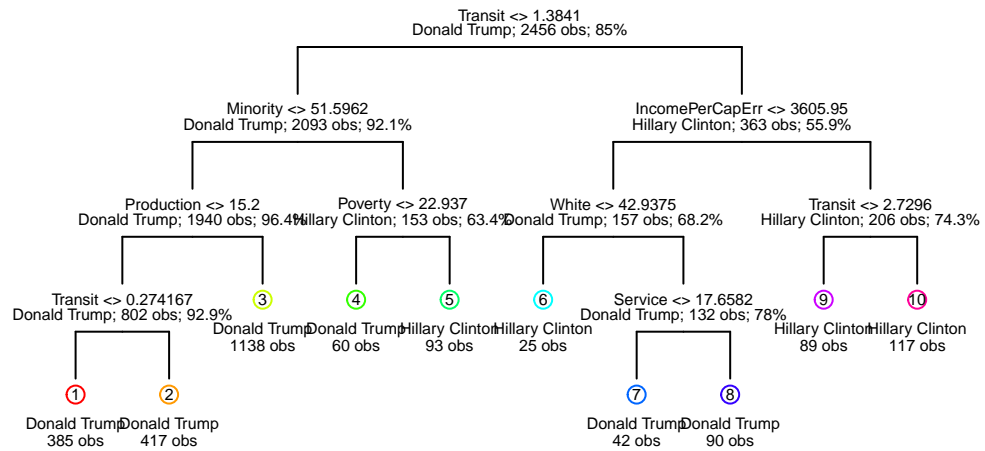 Transit <> 1.3841
Donald Trump; 2456 obs; 85%
Minority <> 51.5962
Donald Trump; 2093 obs; 92.1%
IncomePerCapErr <> 3605.95
Hillary Clinton; 363 obs; 55.9%
Production <> 15.2
Donald Trump; 1940 obs; 96.4%
Poverty <> 22.937
Hillary Clinton; 153 obs; 63.4%
White <> 42.9375
Donald Trump; 157 obs; 68.2%
Transit <> 2.7296
Hillary Clinton; 206 obs; 74.3%
Transit <> 0.274167
Donald Trump; 802 obs; 92.9%
3
Donald Trump
1138 obs
4
Donald Trump
60 obs
5
Hillary Clinton
93 obs
6
Hillary Clinton
25 obs
Service <> 17.6582
Donald Trump; 132 obs; 78%
9
Hillary Clinton
89 obs
10
Hillary Clinton
117 obs
1
Donald Trump
385 obs
2
Donald Trump
417 obs
7
Donald Trump
42 obs
8
Donald Trump
90 obs